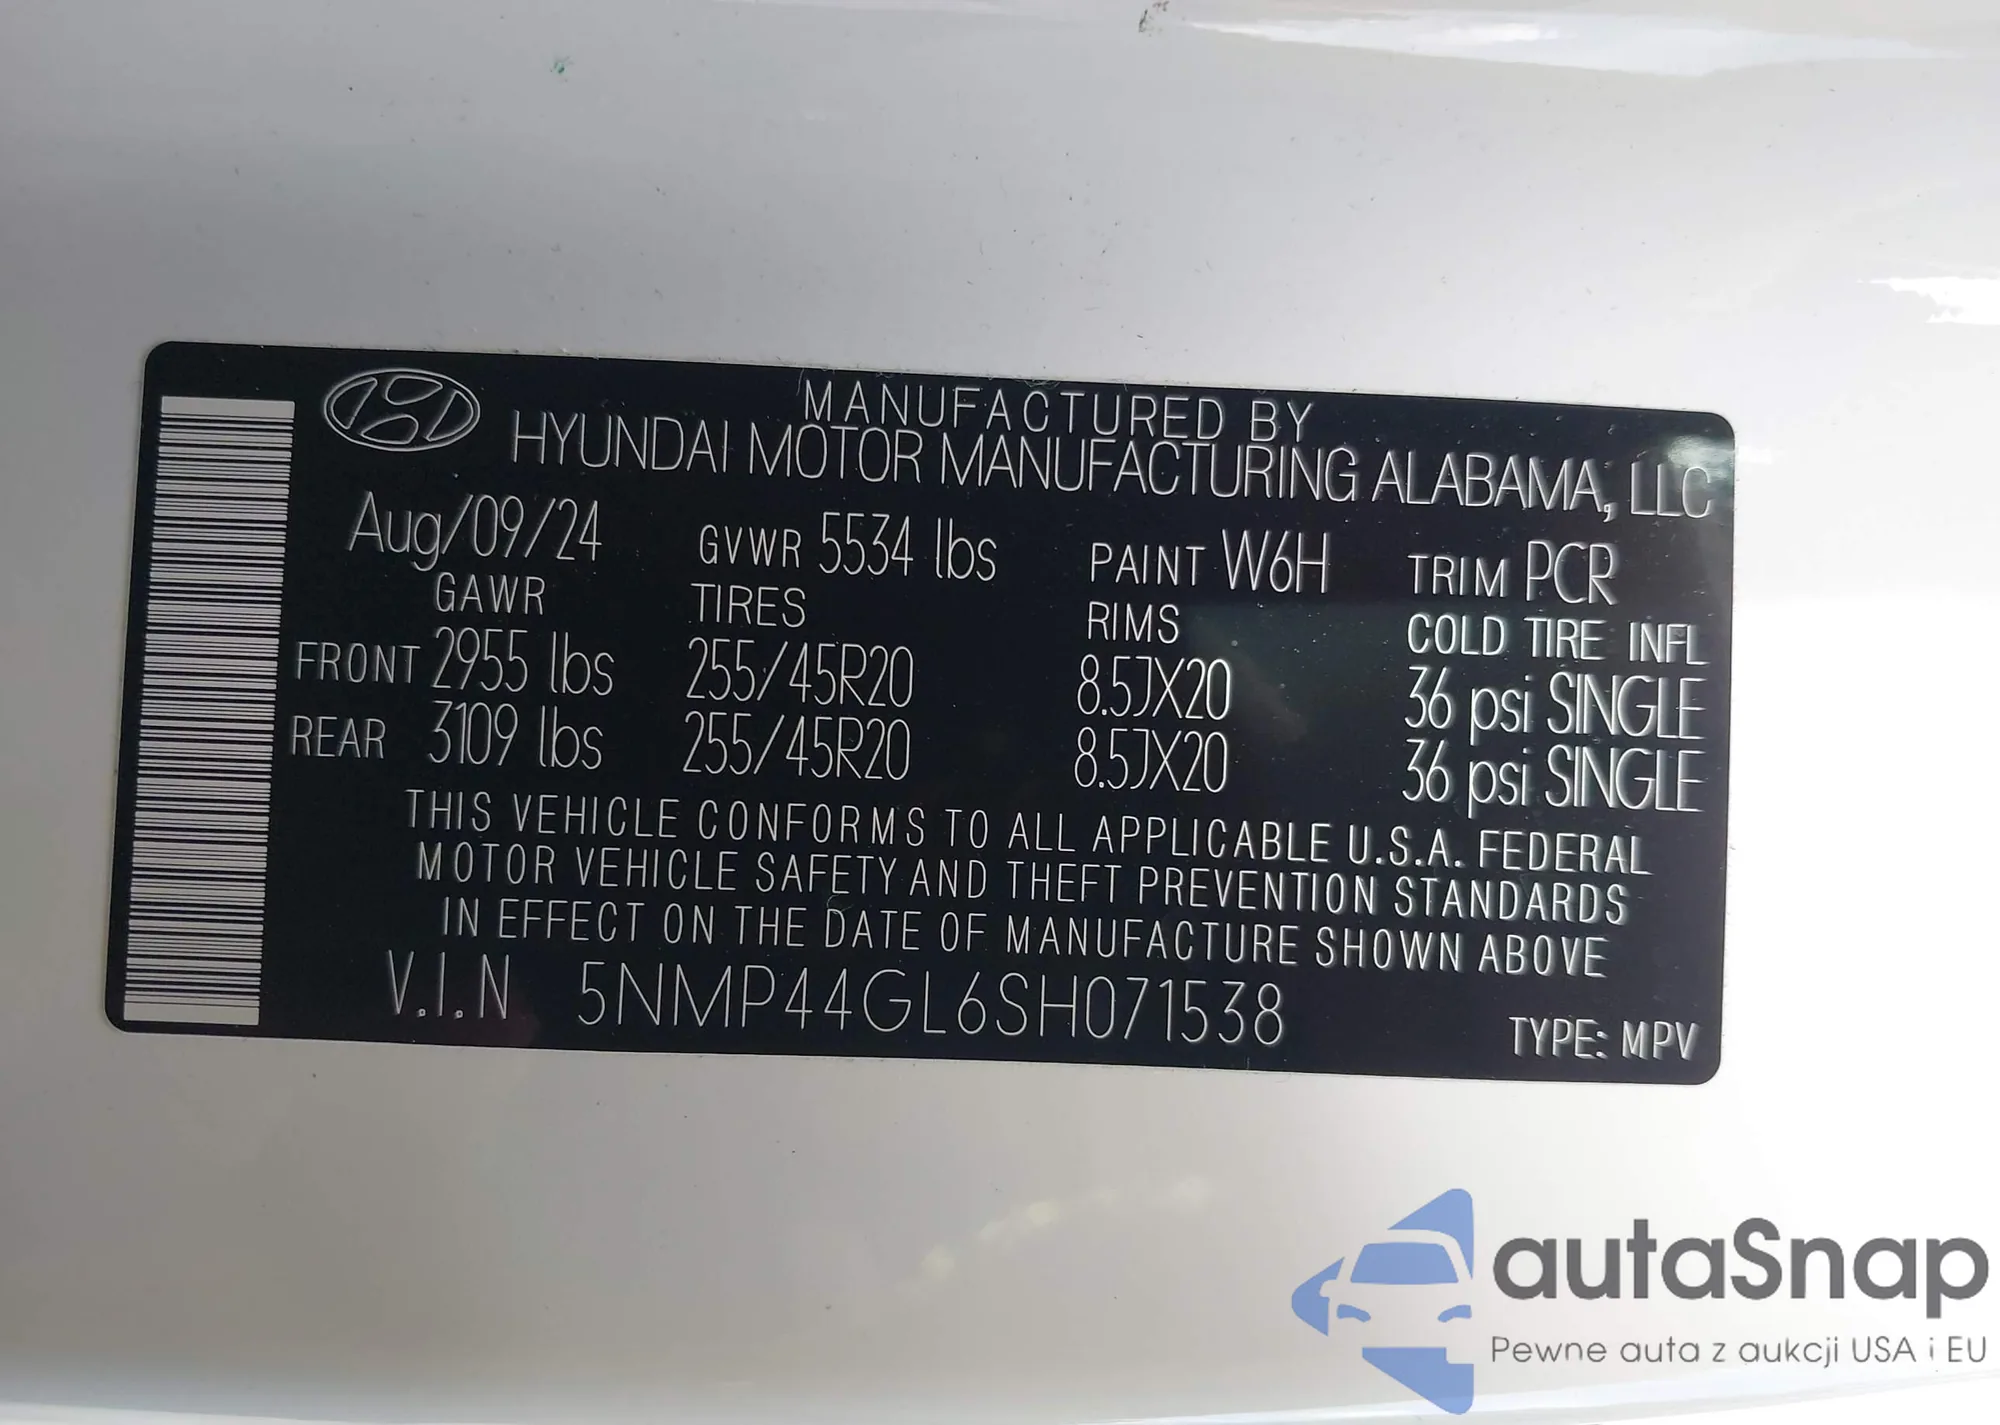 MANUFACTURED BY
HYUNDAI MOTOR MANUFACTURING ALABAMA, LLC
Aug/09/24 GVWR 5534 lbs PAINT W6H TRIM PCR
GAWR TIRES RIMS COLD TIRE INFL
FRONT 2955 lbs 255/45R20 8.5JX20 36 psi SINGLE
REAR 3109 lbs 255/45R20 8.5JX20 36 psi SINGLE
THIS VEHICLE CONFORMS TO ALL APPLICABLE U.S.A. FEDERAL
MOTOR VEHICLE SAFETY AND THEFT PREVENTION STANDARDS
IN EFFECT ON THE DATE OF MANUFACTURE SHOWN ABOVE
V.I.N 5NMP44GL6SH071538 TYPE: MPV
autaSnap
Pewne auta z aukcji USA i EU